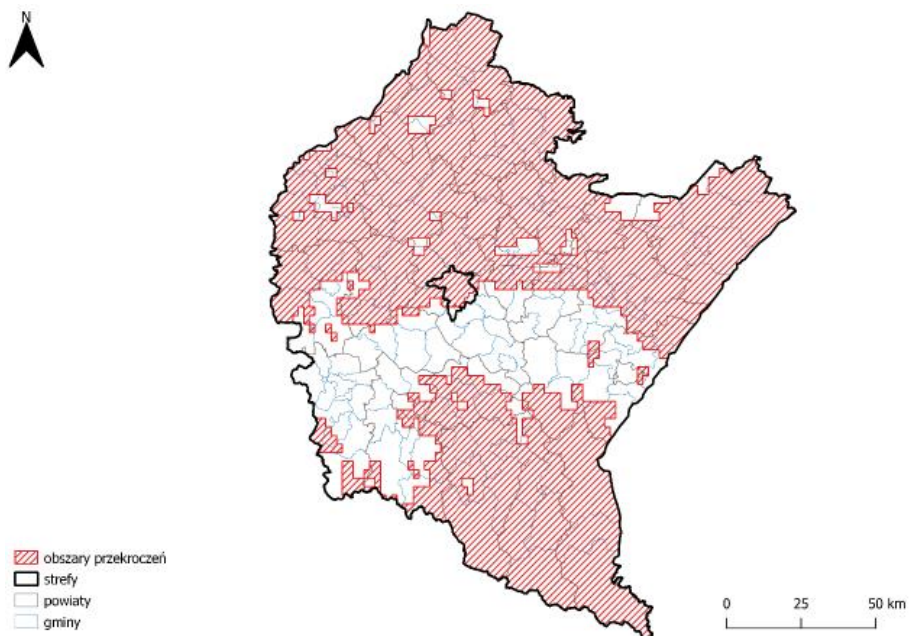 N
obszary przekroczeń
strefy
powiaty
gminy
0 25 50 km